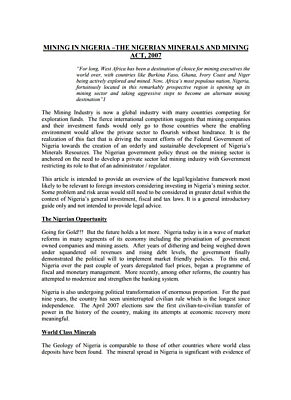 MINING IN NIGERIA –THE NIGERIAN MINERALS AND MINING
ACT, 2007
"For long, West Africa has been a destination of choice for mining executives the
world over, with countries like Burkina Faso, Ghana, Ivory Coast and Niger
being actively explored and mined. Now, Africa's most populous nation, Nigeria,
fortuitously located in this remarkably prospective region is opening up its
mining sector and taking aggressive steps to become an alternate mining
destination"1
The Mining Industry is now a global industry with many countries competing for
exploration funds. The fierce international competition suggests that mining companies
and their investment funds would only go to those countries where the enabling
environment would allow the private sector to flourish without hindrance. It is the
realization of this fact that is driving the recent efforts of the Federal Government of
Nigeria towards the creation of an orderly and sustainable development of Nigeria's
Minerals Resources. The Nigerian government policy thrust on the mining sector is
anchored on the need to develop a private sector led mining industry with Government
restricting its role to that of an administrator / regulator.
This article is intended to provide an overview of the legal/legislative framework most
likely to be relevant to foreign investors considering investing in Nigeria's mining sector.
Some problem and risk areas would still need to be considered in greater detail within the
context of Nigeria's general investment, fiscal and tax laws. It is a general introductory
guide only and not intended to provide legal advice.
The Nigerian Opportunity
Going for Gold!!! But the future holds a lot more. Nigeria today is in a wave of market
reforms in many segments of its economy including the privatisation of government
owned companies and mining assets. After years of dithering and being weighed down
under squandered oil revenues and rising debt levels, the government finally
demonstrated the political will to implement market friendly policies. To this end,
Nigeria over the past couple of years deregulated fuel prices, began a programme of
fiscal and monetary management. More recently, among other reforms, the country has
attempted to modernize and strengthen the banking system.
Nigeria is also undergoing political transformation of enormous proportion. For the past
nine years, the country has seen uninterrupted civilian rule which is the longest since
independence. The April 2007 elections saw the first civilian-to-civilian transfer of
power in the history of the country, making its attempts at economic recovery more
meaningful.
World Class Minerals
The Geology of Nigeria is comparable to those of other countries where world class
deposits have been found. The mineral spread in Nigeria is significant with evidence of